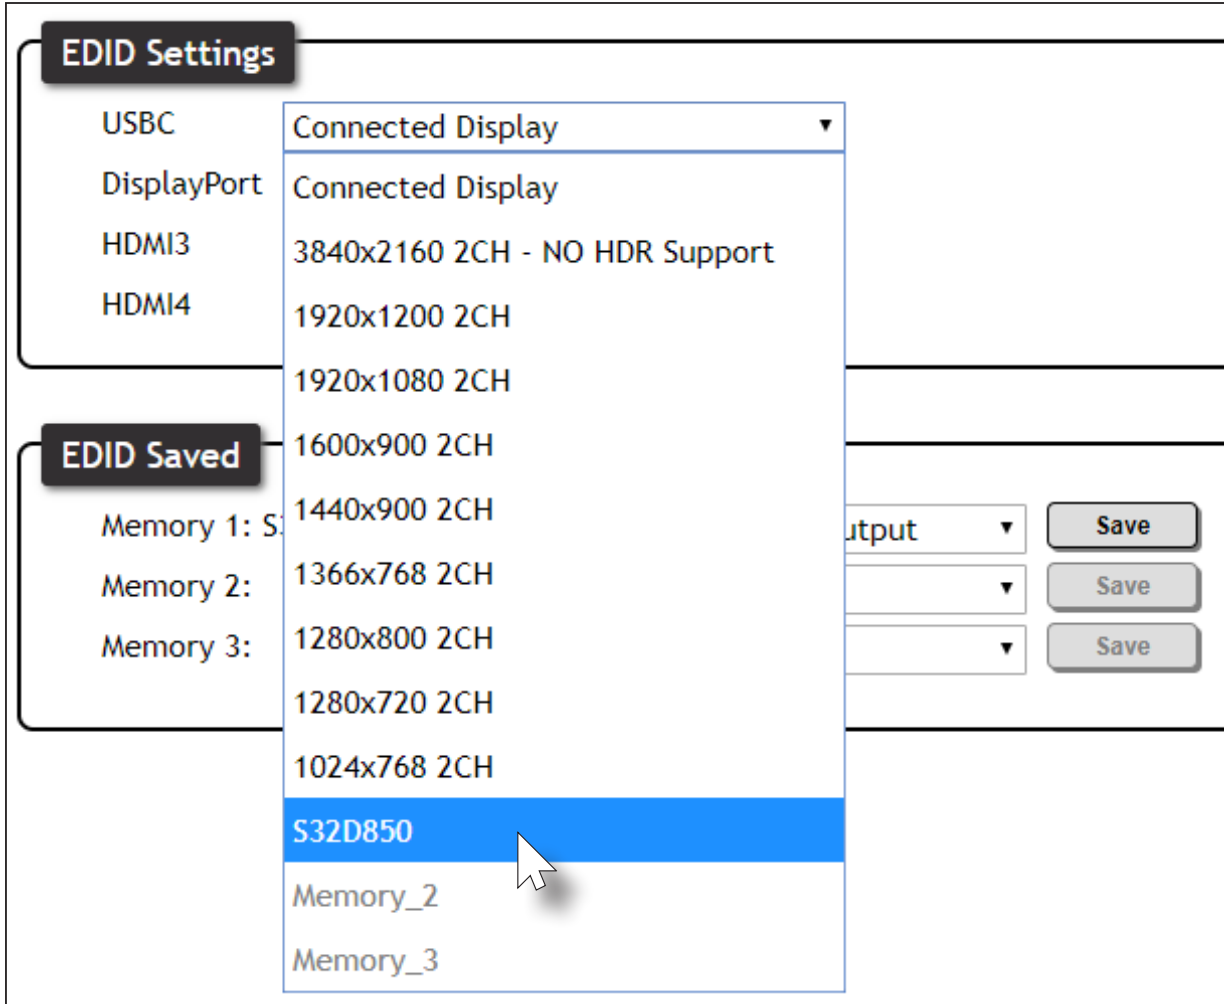 EDID Settings
USBC Connected Display
DisplayPort Connected Display
HDMI3 3840x2160 2CH - NO HDR Support
HDMI4 1920x1200 2CH
1920x1080 2CH
EDID Saved 1600x900 2CH
Memory 1: 1440x900 2CH Save
Memory 2: 1366x768 2CH Save
Memory 3: 1280x800 2CH Save
1280x720 2CH
1024x768 2CH
S32D850
Memory_2
Memory_3